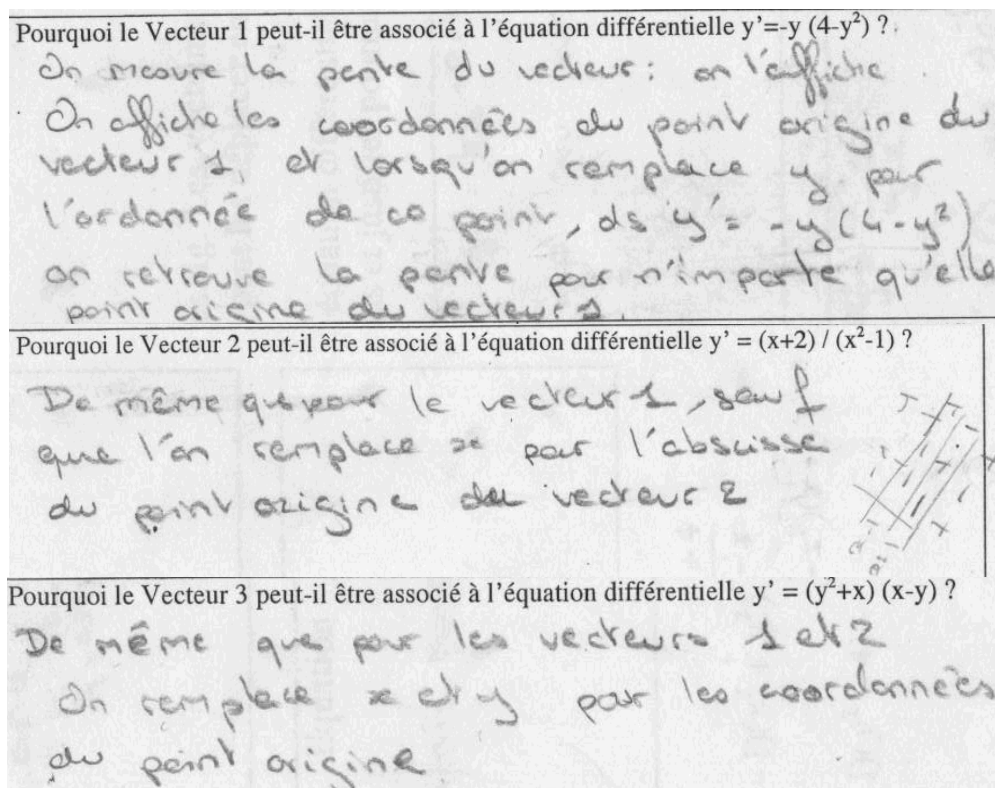 Pourquoi le Vecteur 1 peut-il être associé à l'équation différentielle y'=-y (4-y²) ?
On mesure la pente du vecteur : on l'affiche
On affiche les coordonnées du point origine du
vecteur 1, et lorsqu'on remplace y par
l'ordonnée de ce point, ds y' = -y(4-y²)
on retrouve la pente pour n'importe qu'elle
point origine du vecteur 1.
Pourquoi le Vecteur 2 peut-il être associé à l'équation différentielle y' = (x+2) / (x²-1) ?
De même que pour le vecteur 1, sauf
que l'on remplace x par l'abscisse
du point origine du vecteur 2
Pourquoi le Vecteur 3 peut-il être associé à l'équation différentielle y' = (y²+x) (x-y) ?
De même que pour les vecteurs 1 et 2
On remplace x et y par les coordonnées
du point origine